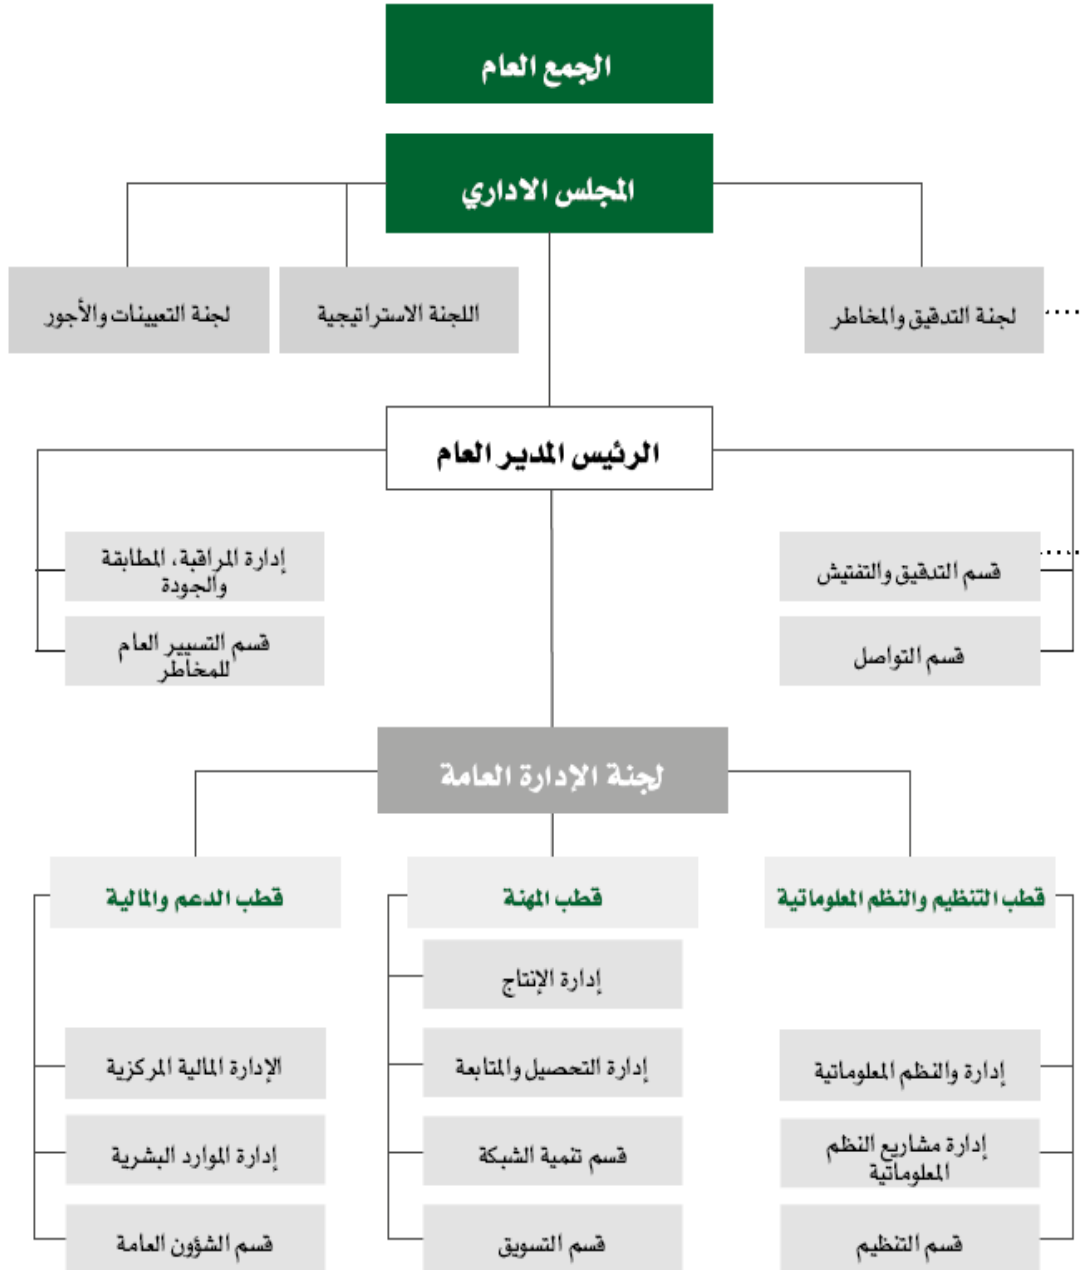 الجمع العام
المجلس الاداري
لجنة التدقيق والمخاطر
اللجنة الاستراتيجية
لجنة التعيينات والأجور
الرئيس المدير العام
قسم التدقيق والتفتيش
قسم التواصل
إدارة المراقبة، المطابقة
والجودة
قسم التسيير العام
للمخاطر
لجنة الإدارة العامة
قطب التنظيم والنظم المعلوماتية
إدارة والنظم المعلوماتية
إدارة مشاريع النظم
المعلوماتية
قسم التنظيم
قطب المهنة
إدارة الإنتاج
إدارة التحصيل والمتابعة
قسم تنمية الشبكة
قسم التسويق
قطب الدعم والمالية
الإدارة المالية المركزية
إدارة الموارد البشرية
قسم الشؤون العامة